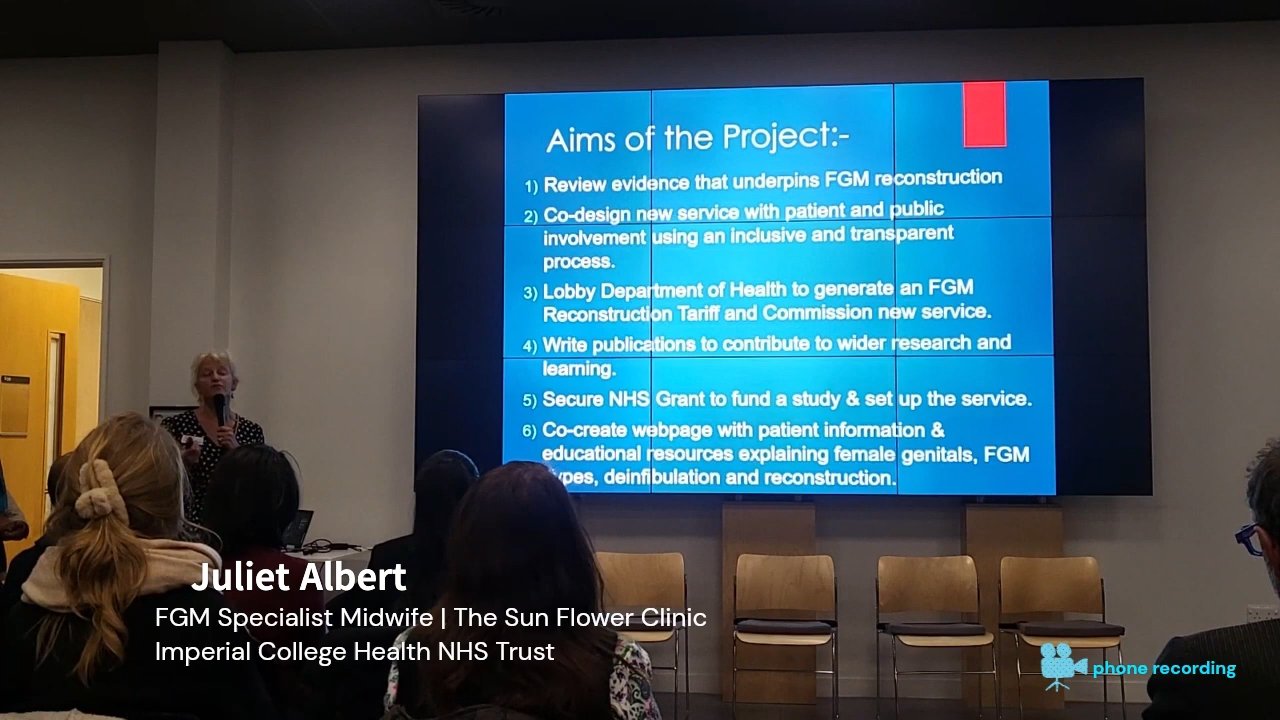 Aims of the Project:-
1) Review evidence that underpins FGM reconstruction
2) Co-design new service with patient and public
involvement using an inclusive and transparent
process.
3) Lobby Department of Health to generate an FGM
Reconstruction Tariff and Commission new service.
4) Write publications to contribute to wider research and
learning.
5) Secure NHS Grant to fund a study & set up the service.
6) Co-create webpage with patient information &
educational resources explaining female genitals, FGM
types, deinfibulation and reconstruction.
Juliet Albert
FGM Specialist Midwife | The Sun Flower Clinic
Imperial College Health NHS Trust
phone recording